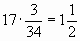 17 · 3/34 = 1 1/2